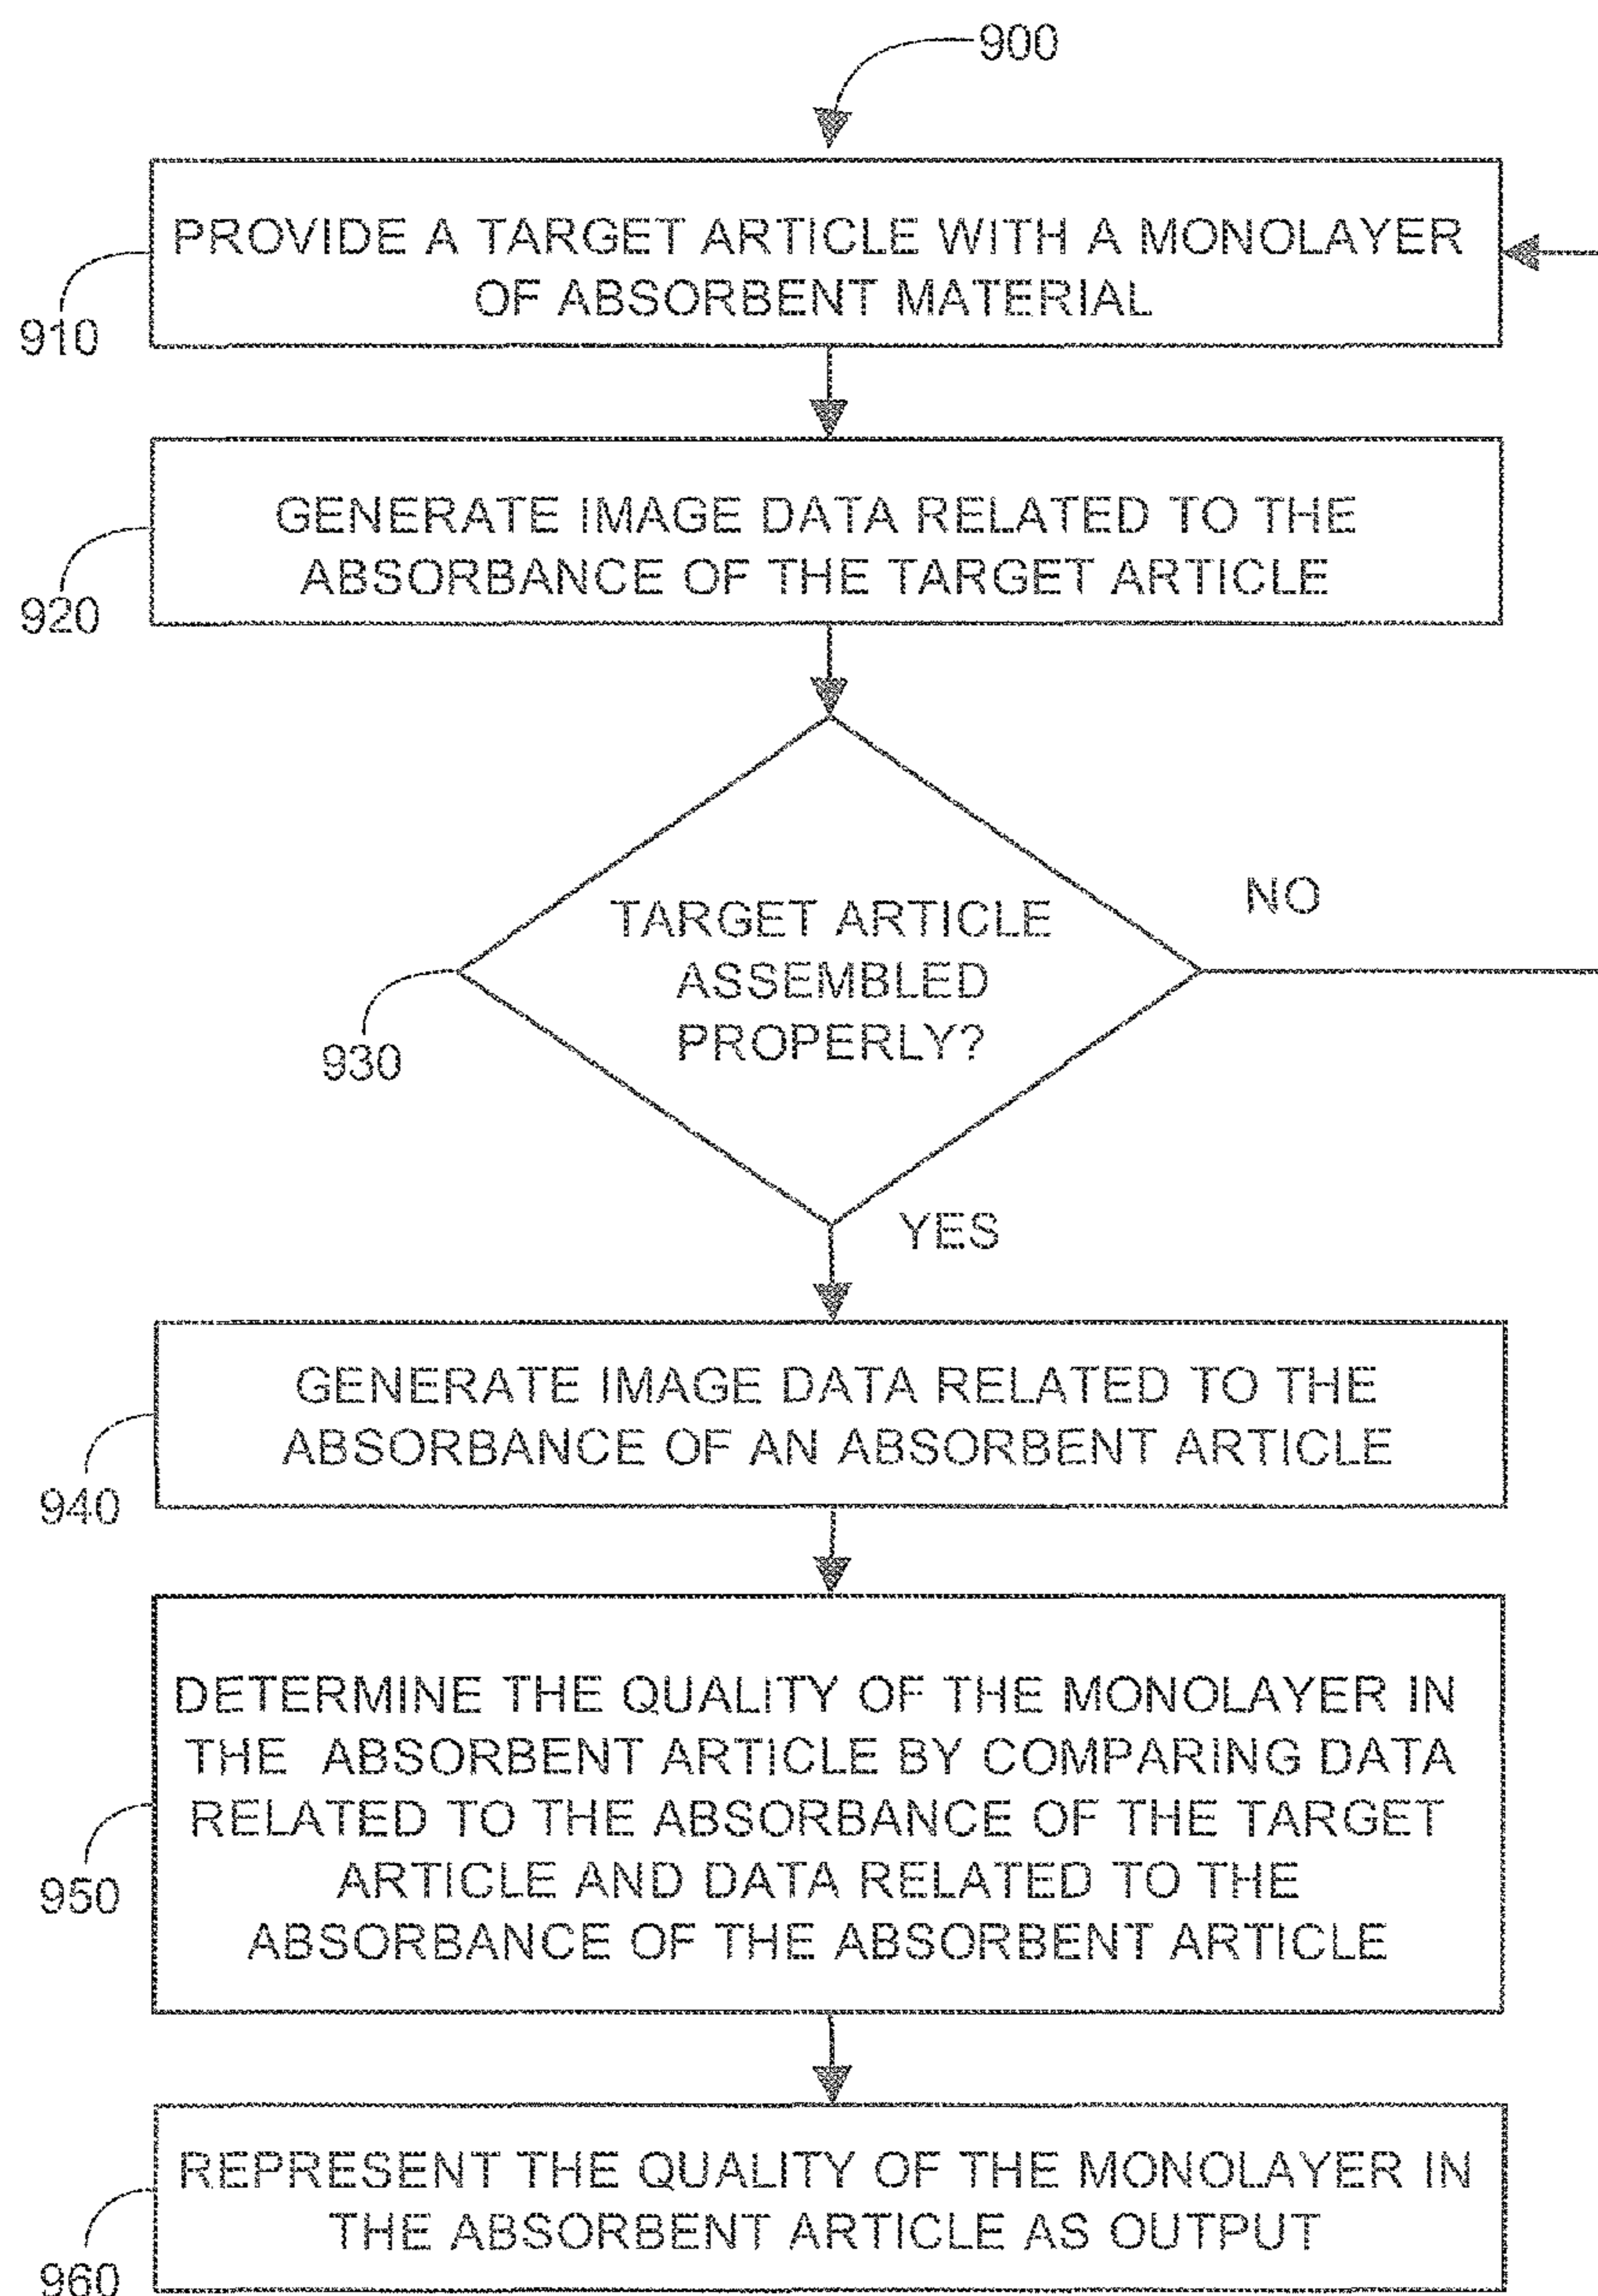 900
PROVIDE A TARGET ARTICLE WITH A MONOLAYER
OF ABSORBENT MATERIAL
910
GENERATE IMAGE DATA RELATED TO THE
ABSORBANCE OF THE TARGET ARTICLE
920
TARGET ARTICLE
ASSEMBLED
PROPERLY?
NO
930
YES
GENERATE IMAGE DATA RELATED TO THE
ABSORBANCE OF AN ABSORBENT ARTICLE
940
DETERMINE THE QUALITY OF THE MONOLAYER IN
THE ABSORBENT ARTICLE BY COMPARING DATA
RELATED TO THE ABSORBANCE OF THE TARGET
ARTICLE AND DATA RELATED TO THE
ABSORBANCE OF THE ABSORBENT ARTICLE
950
REPRESENT THE QUALITY OF THE MONOLAYER IN
THE ABSORBENT ARTICLE AS OUTPUT
960